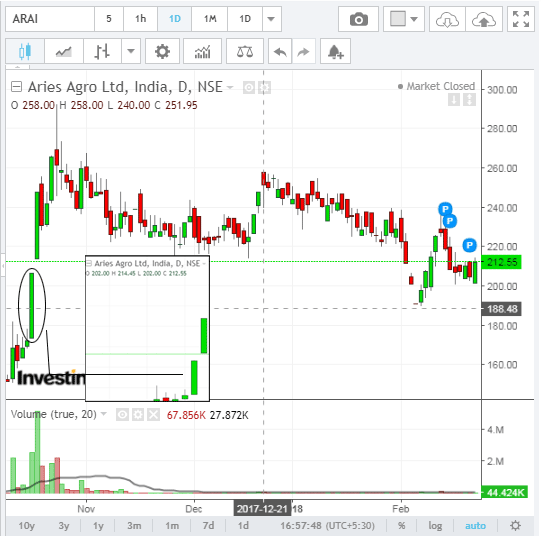 ARAI 5 1h 1D 1M 1D
Aries Agro Ltd, India, D, NSE
Market Closed
O 258.00 H 258.00 L 240.00 C 251.95
300.00
280.00
260.00
240.00
P
P
220.00
P
212.55
Aries Agro Ltd, India, D, NSE
O 202.00 H 214.45 L 202.00 C 212.55
200.00
188.48
180.00
160.00
Investin
Volume (true, 20) 67.856K 27.872K
4 M
2 M
44.424K
Nov Dec 2017-12-21 18 Feb
10y 3y 1y 3m 1m 7d 1d 16:57:48 (UTC+5:30) % log auto